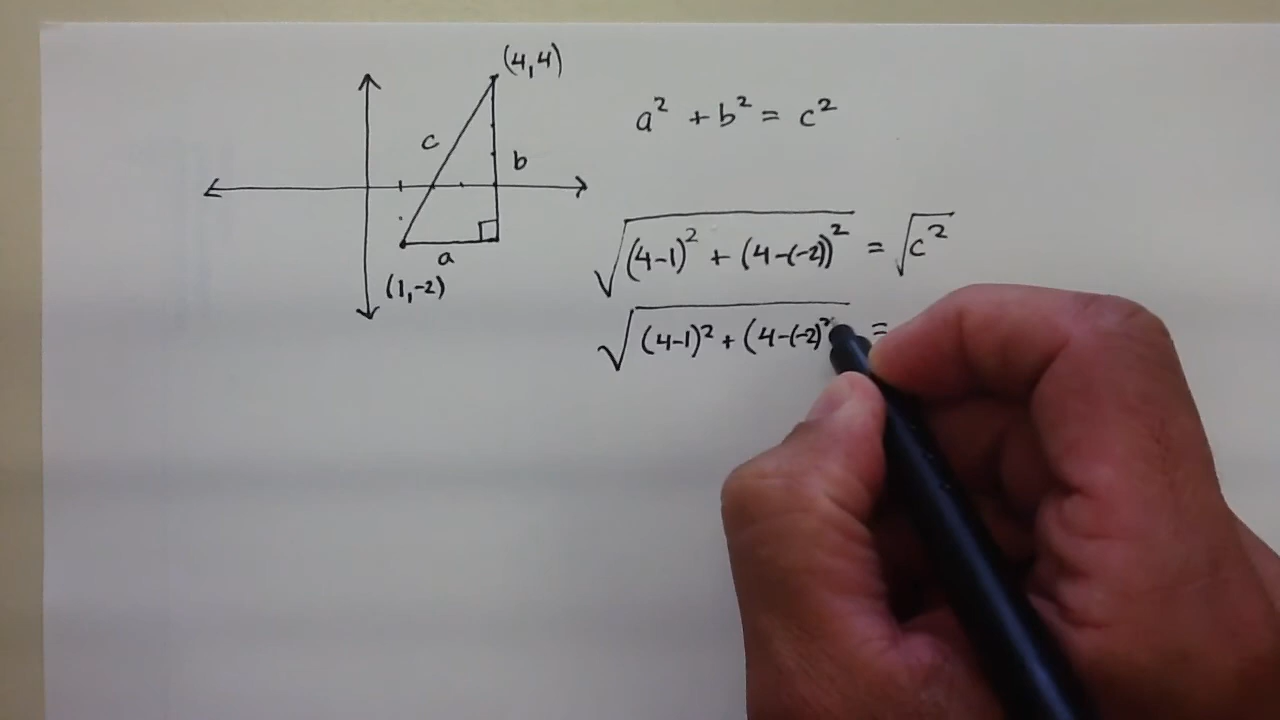 (4,4)
c
b
a
(1,-2)
a² + b² = c²
√(4-1)² + (4-(-2))² = √c²
√(4-1)² + (4-(-2)² =